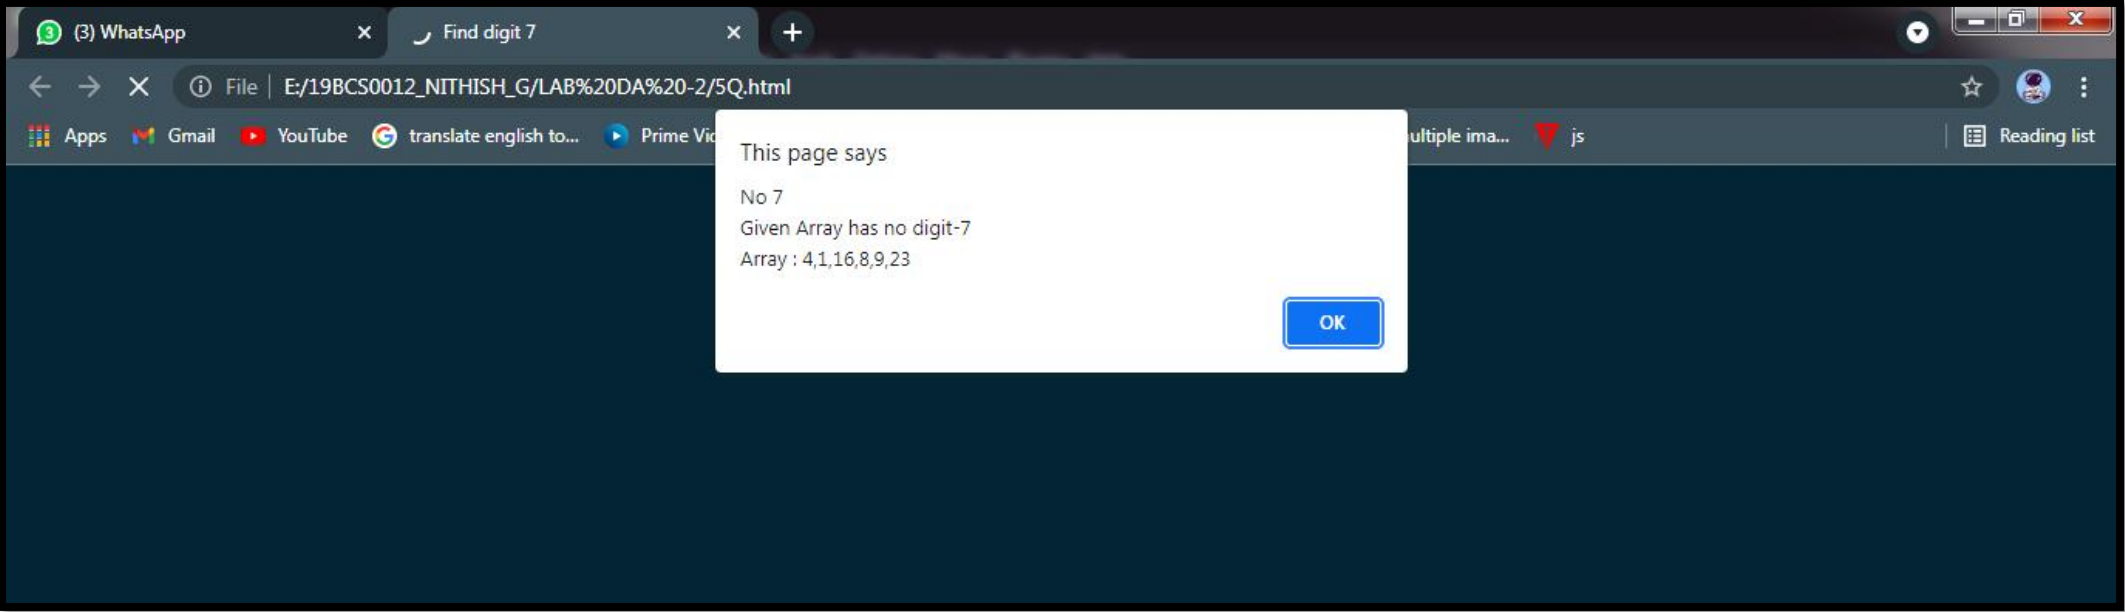 3 (3) WhatsApp
Find digit 7
File E:/19BCS0012_NITHISH_G/LAB%20DA%20-2/5Q.html
Apps Gmail YouTube translate english to... Prime Vic ultiple ima... js Reading list
This page says
No 7
Given Array has no digit-7
Array : 4,1,16,8,9,23
OK